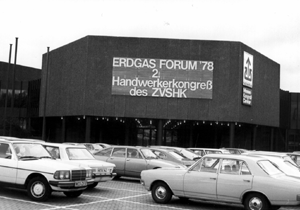 ERDGAS FORUM '78
2.
Handwerkerkongreß
des ZVSHK